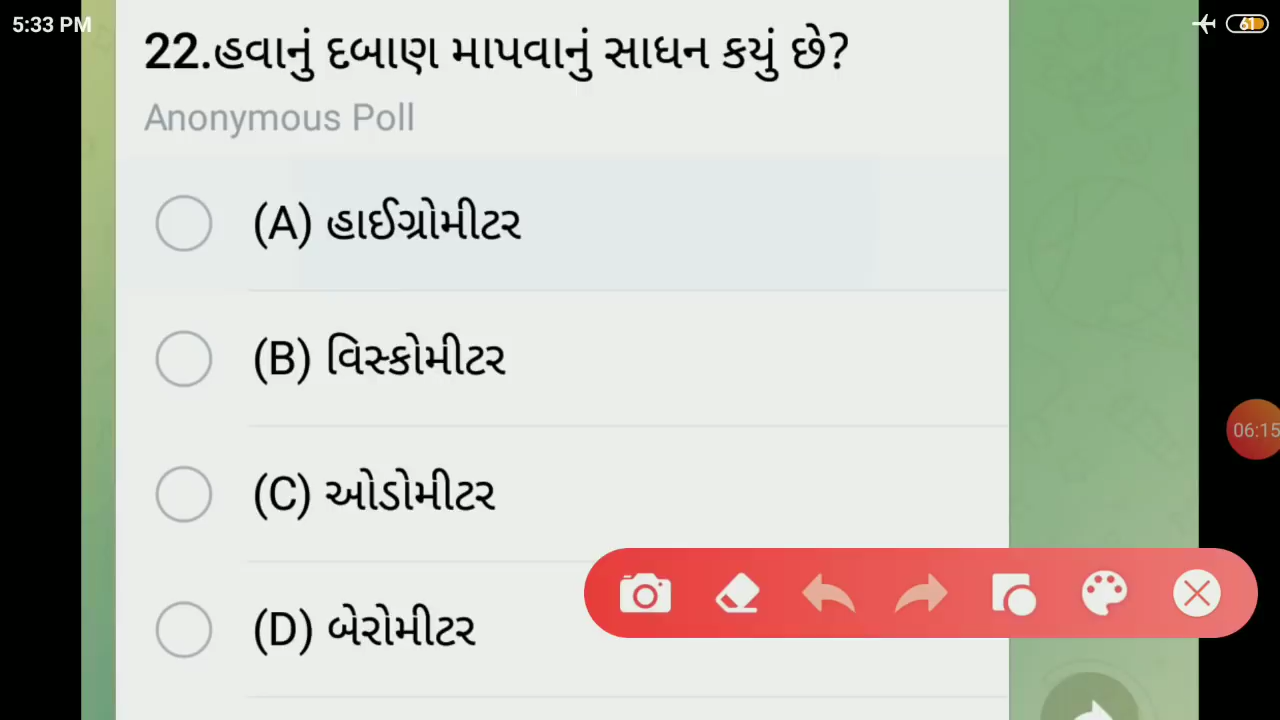 5:33 PM
61
22.હવાનું દબાણ માપવાનું સાધન કયું છે?
Anonymous Poll
(A) હાઈગ્રોમીટર
(B) વિસ્કોમીટર
06:15
(C) ઓડોમીટર
(D) બેરોમીટર